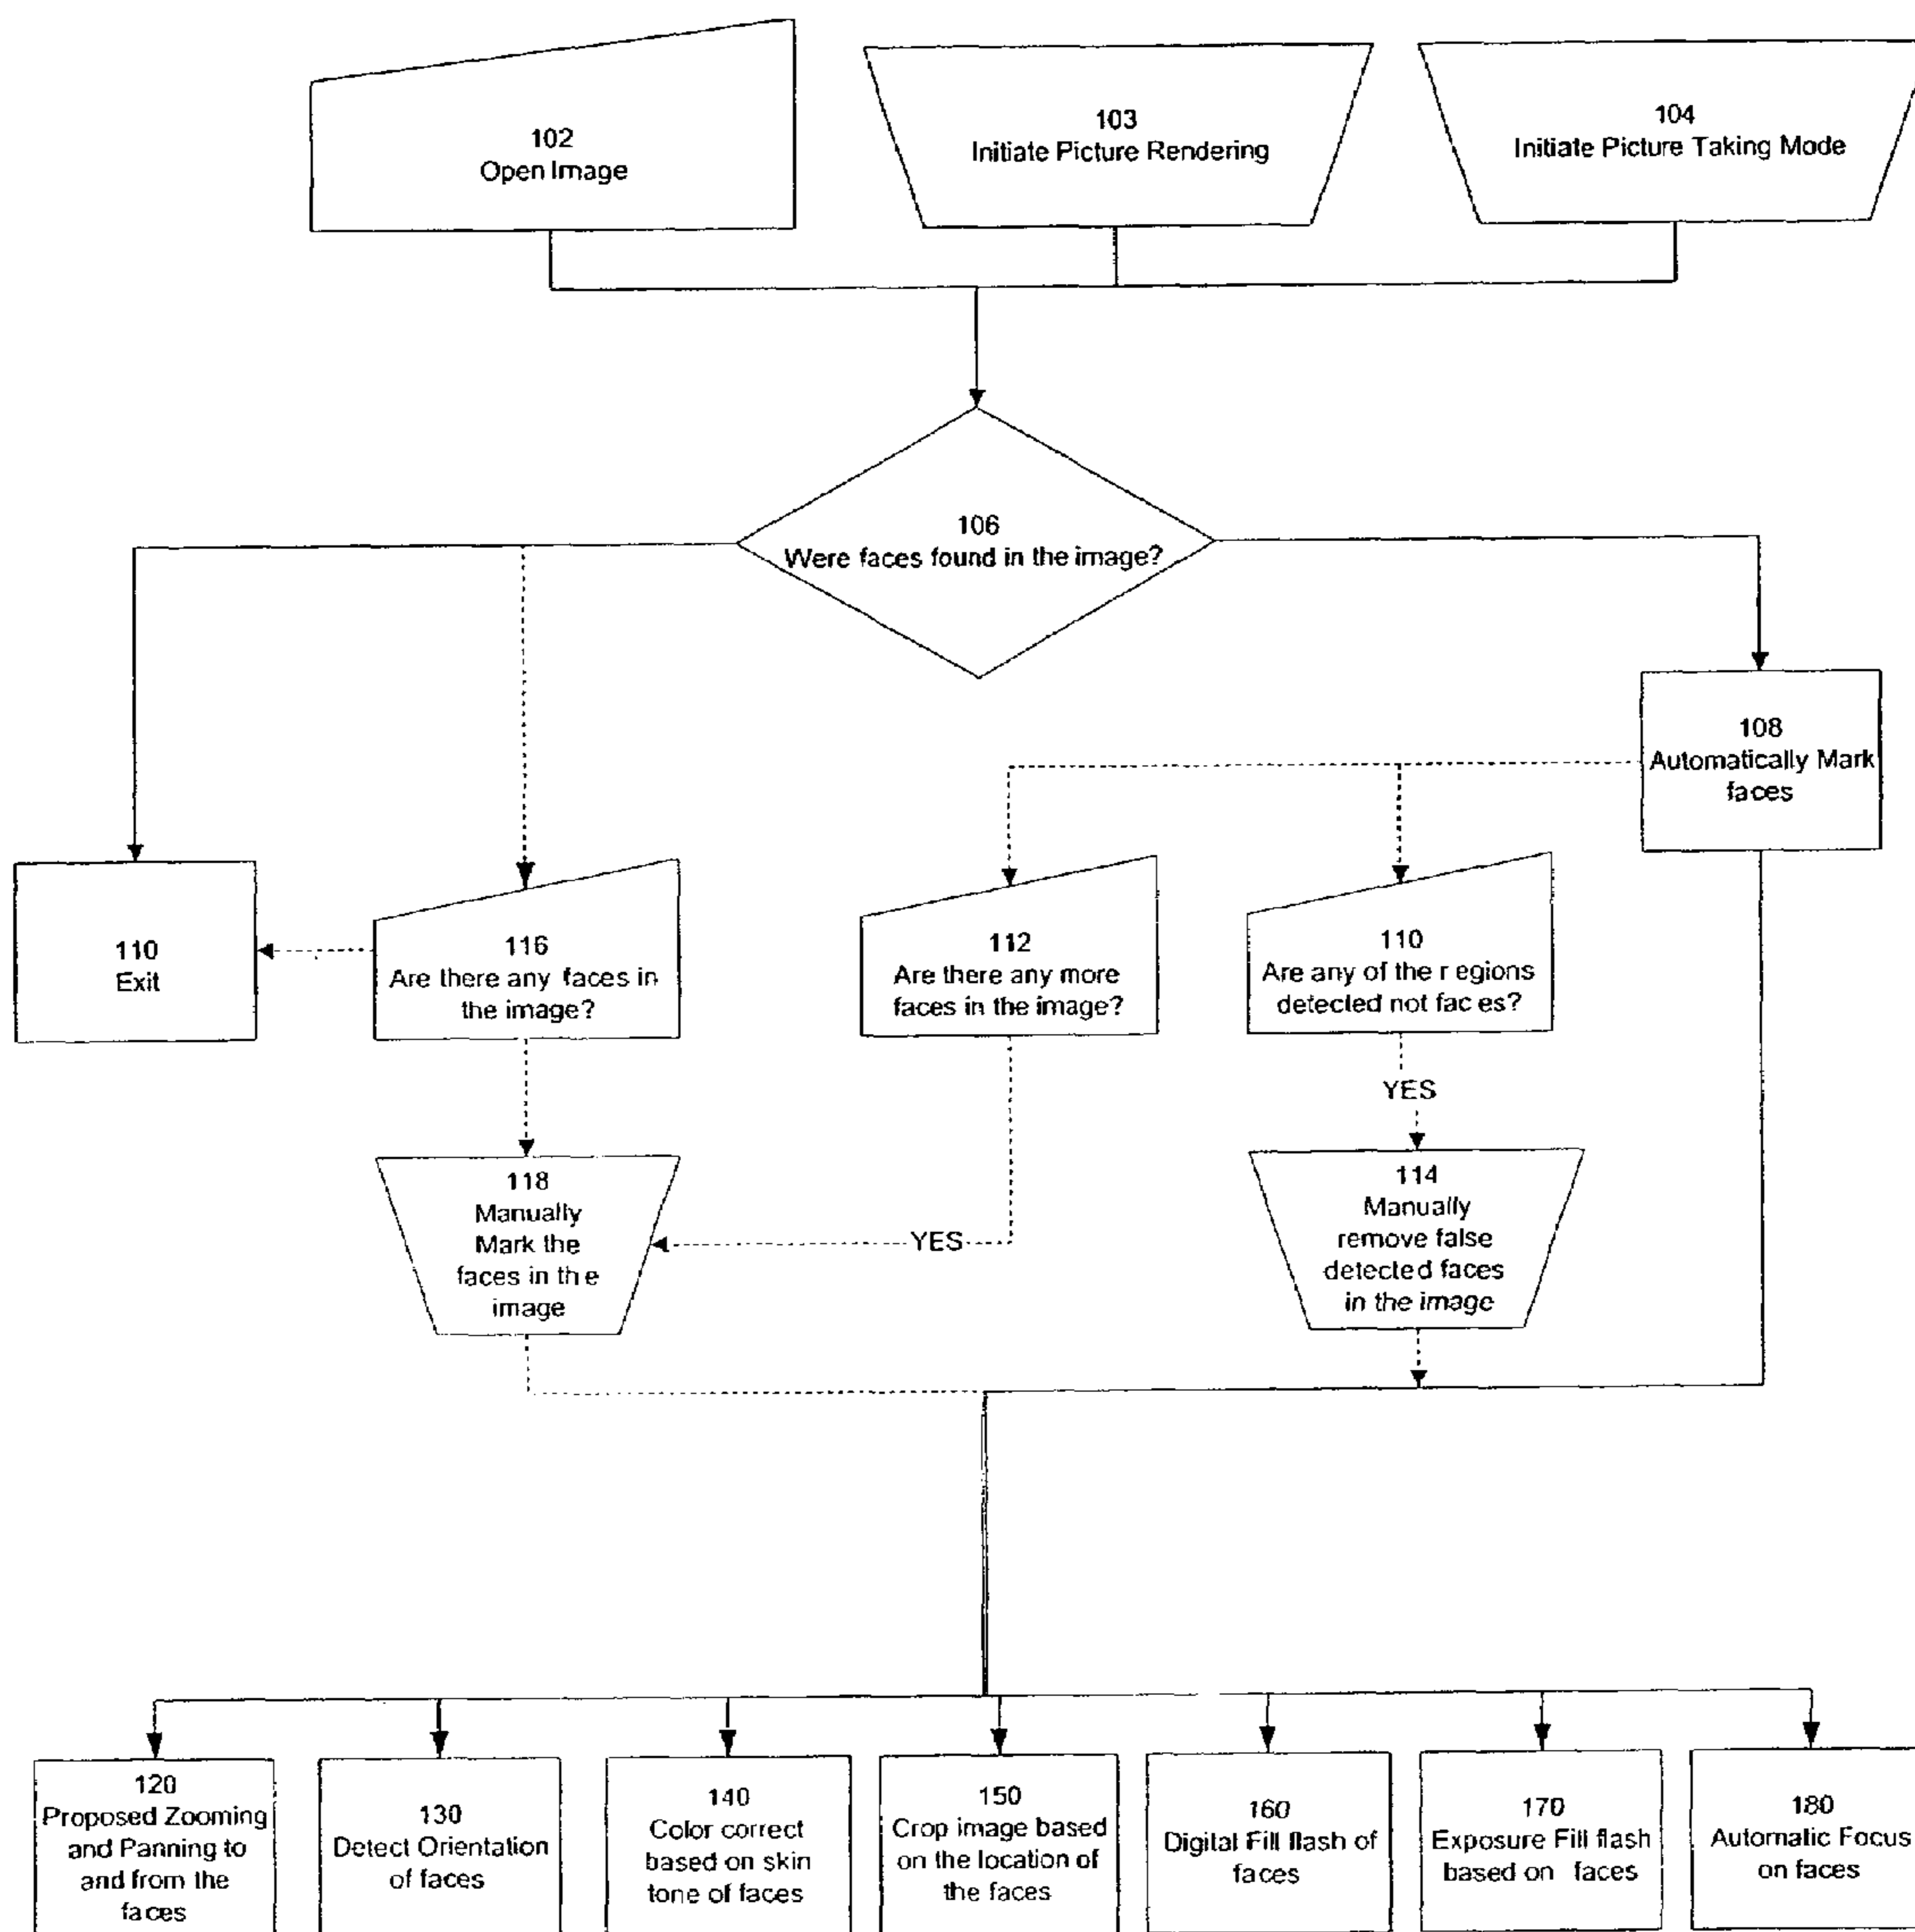 102
Open Image
103
Initiate Picture Rendering
104
Initiate Picture Taking Mode
106
Were faces found in the image?
108
Automatically Mark
faces
110
Exit
116
Are there any faces in
the image?
112
Are there any more
faces in the image?
110
Are any of the regions
detected not faces?
YES
118
Manually
Mark the
faces in the
image
YES
114
Manually
remove false
detected faces
in the image
120
Proposed Zooming
and Panning to
and from the
faces
130
Detect Orientation
of faces
140
Color correct
based on skin
tone of faces
150
Crop image based
on the location of
the faces
160
Digital Fill flash of
faces
170
Exposure Fill flash
based on faces
180
Automatic Focus
on faces